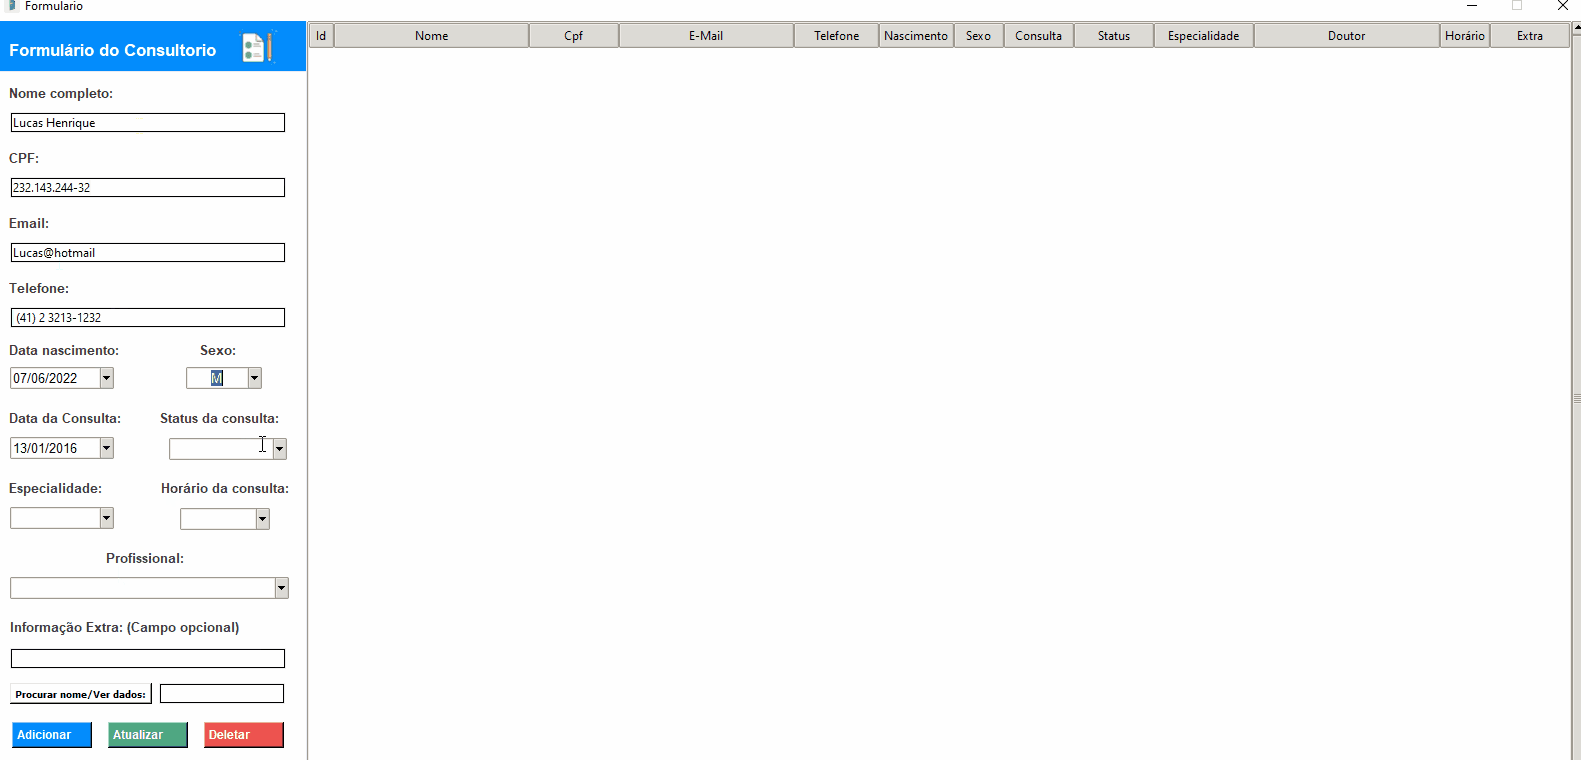 Formulario
Formulário do Consultorio
Nome completo:
Lucas Henrique
CPF:
232.143.244-32
Email:
Lucas@hotmail
Telefone:
(41) 2 3213-1232
Data nascimento: Sexo:
07/06/2022 M
Data da Consulta: Status da consulta:
13/01/2016
Especialidade: Horário da consulta:
Profissional:
Informação Extra: (Campo opcional)
Procurar nome/Ver dados:
Adicionar Atualizar Deletar
Id Nome Cpf E-Mail Telefone Nascimento Sexo Consulta Status Especialidade Doutor Horário Extra